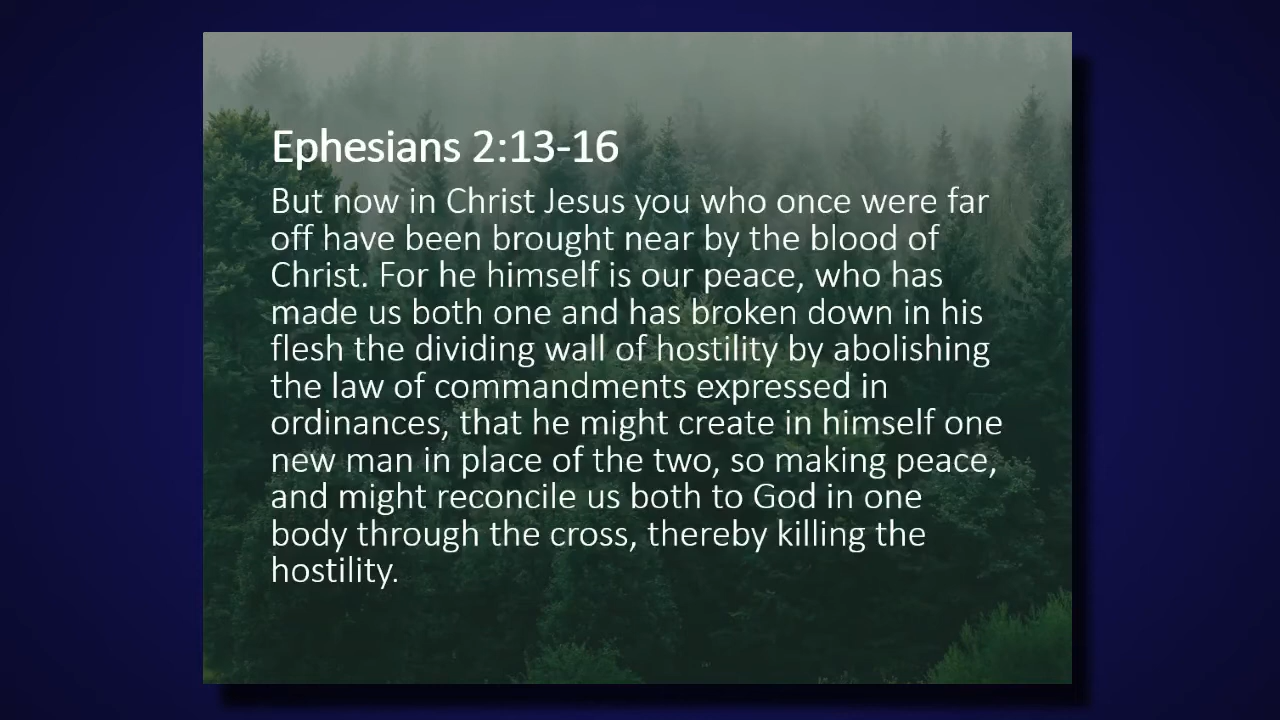 Ephesians 2:13-16
But now in Christ Jesus you who once were far
off have been brought near by the blood of
Christ. For he himself is our peace, who has
made us both one and has broken down in his
flesh the dividing wall of hostility by abolishing
the law of commandments expressed in
ordinances, that he might create in himself one
new man in place of the two, so making peace,
and might reconcile us both to God in one
body through the cross, thereby killing the
hostility.